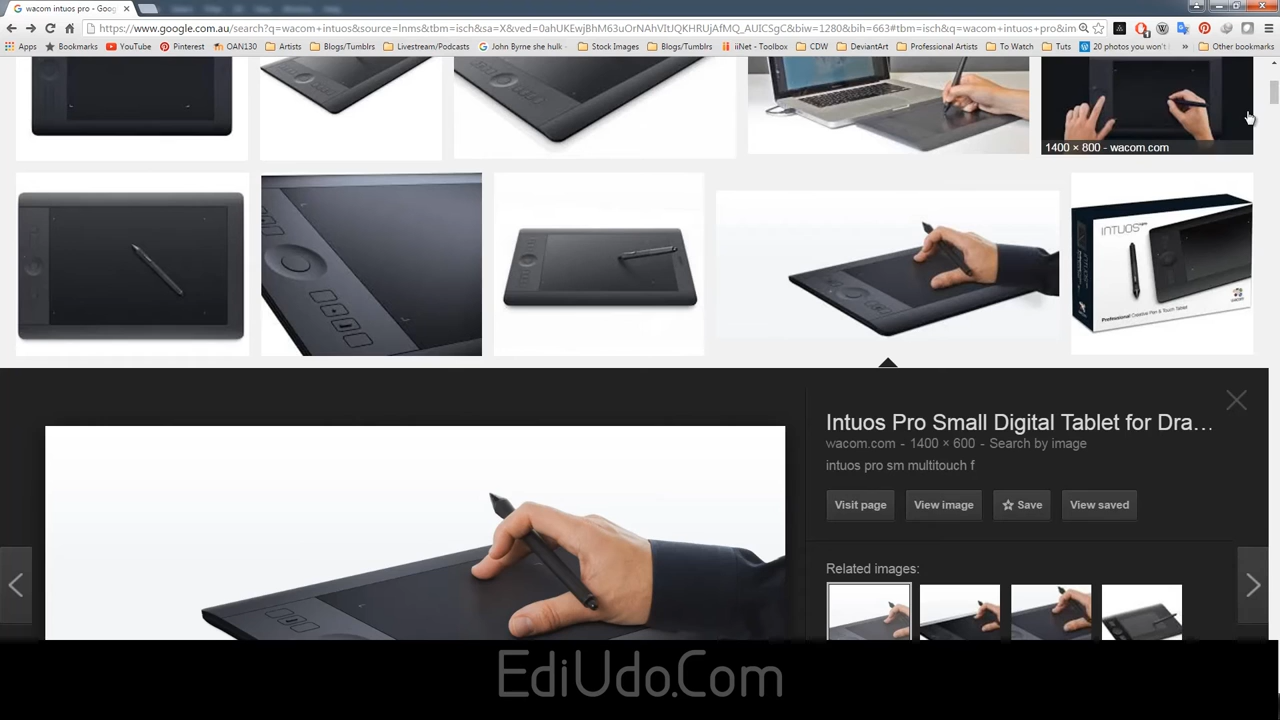 wacom intuos pro - Goog
https://www.google.com.au/search?q=wacom+intuos&source=lnms&tbm=isch&sa=X&ved=0ahUKEwjBhM63uOrNAhVItJQKHRUjAfMQ_AUICSgC&biw=1280&bih=663#tbm=isch&q=wacom+intuos+pro&im
Apps
Bookmarks
YouTube
Pinterest
OAN130
Artists
Blogs/Tumblrs
Livestream/Podcasts
John Byrne she hulk
Stock Images
Blogs/Tumblrs
iiNet - Toolbox
CDW
DeviantArt
Professional Artists
To Watch
Tuts
20 photos you won't
»
Other bookmarks
1400 × 800 - wacom.com
INTUOS
Professional Creative Pen & Touch Tablet
Intuos Pro Small Digital Tablet for Dra...
wacom.com - 1400 × 600 - Search by image
intuos pro sm multitouch f
Visit page
View image
Save
View saved
Related images:
EdiUdo.Com